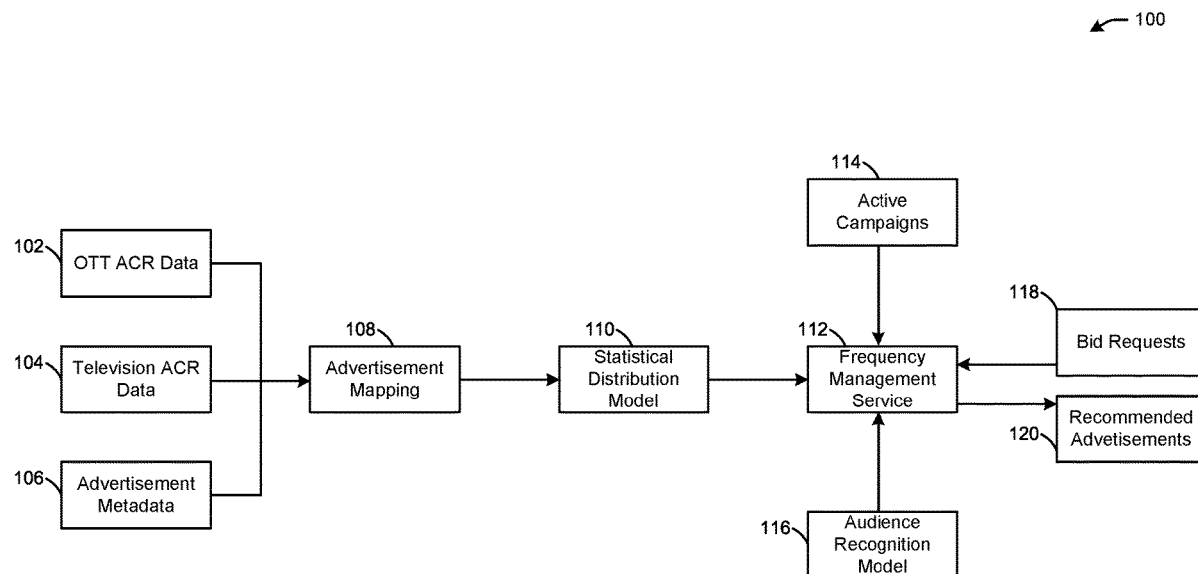 100
114
Active
Campaigns
102
OTT ACR Data
118
Bid Requests
108
110
112
104
Television ACR
Data
Advertisement
Mapping
Statistical
Distribution
Model
Frequency
Management
Service
Recommended
Advetisements
120
106
Advertisement
Metadata
116
Audience
Recognition
Model